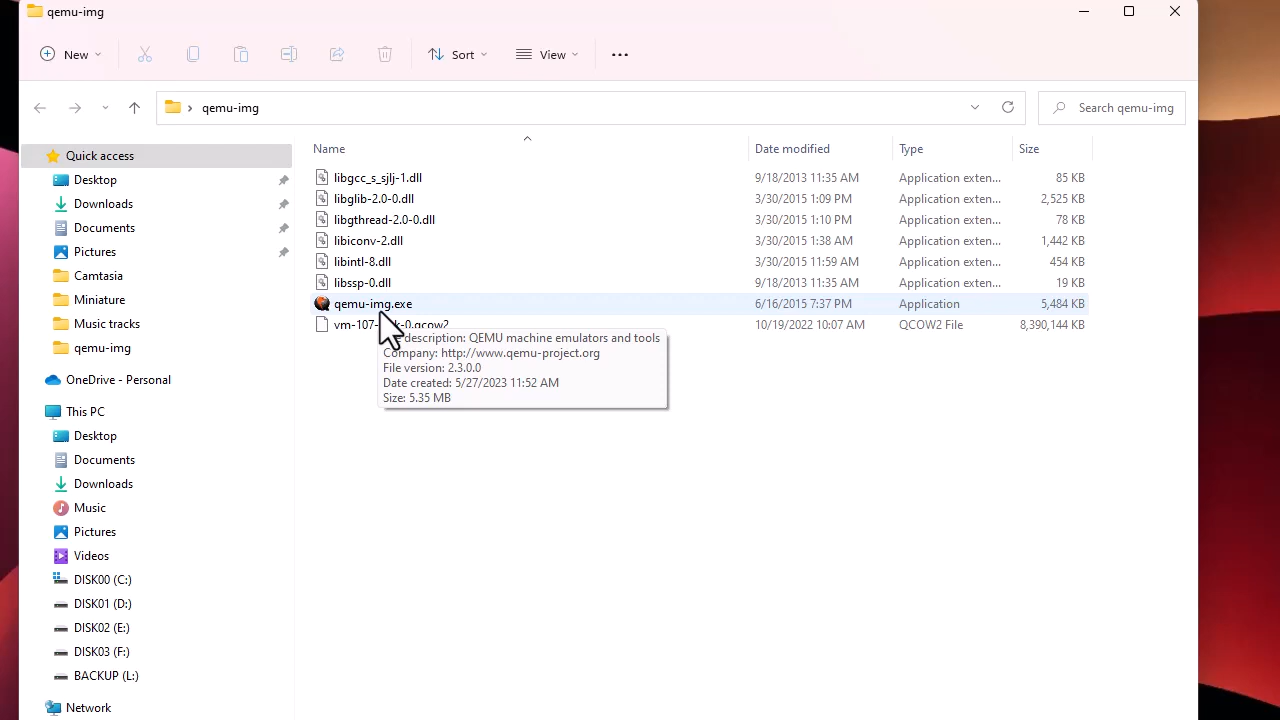 qemu-img
New Sort View
qemu-img Search qemu-img
Name Date modified Type Size
Quick access
Desktop
Downloads
Documents
Pictures
Camtasia
Miniature
Music tracks
qemu-img
OneDrive - Personal
This PC
Desktop
Documents
Downloads
Music
Pictures
Videos
DISK00 (C:)
DISK01 (D:)
DISK02 (E:)
DISK03 (F:)
BACKUP (L:)
Network
libgcc_s_sjlj-1.dll 9/18/2013 11:35 AM Application exten... 85 KB
libglib-2.0-0.dll 3/30/2015 1:09 PM Application exten... 2,525 KB
libgthread-2.0-0.dll 3/30/2015 1:10 PM Application exten... 78 KB
libiconv-2.dll 3/30/2015 1:38 AM Application exten... 1,442 KB
libintl-8.dll 3/30/2015 11:59 AM Application exten... 454 KB
libssp-0.dll 9/18/2013 11:35 AM Application exten... 19 KB
qemu-img.exe 6/16/2015 7:37 PM Application 5,484 KB
10/19/2022 10:07 AM QCOW2 File 8,390,144 KB
description: QEMU machine emulators and tools
Company: http://www.qemu-project.org
File version: 2.3.0.0
Date created: 5/27/2023 11:52 AM
Size: 5.35 MB